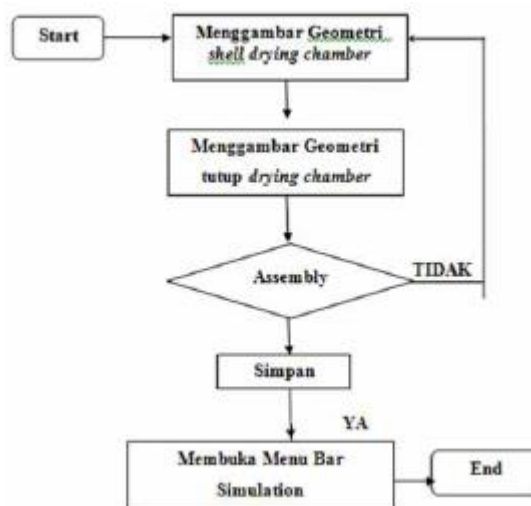 Start
Menggambar Geometri
shell drying chamber
Menggambar Geometri
tutup drying chamber
Assembly
TIDAK
Simpan
YA
Membuka Menu Bar
Simulation
End